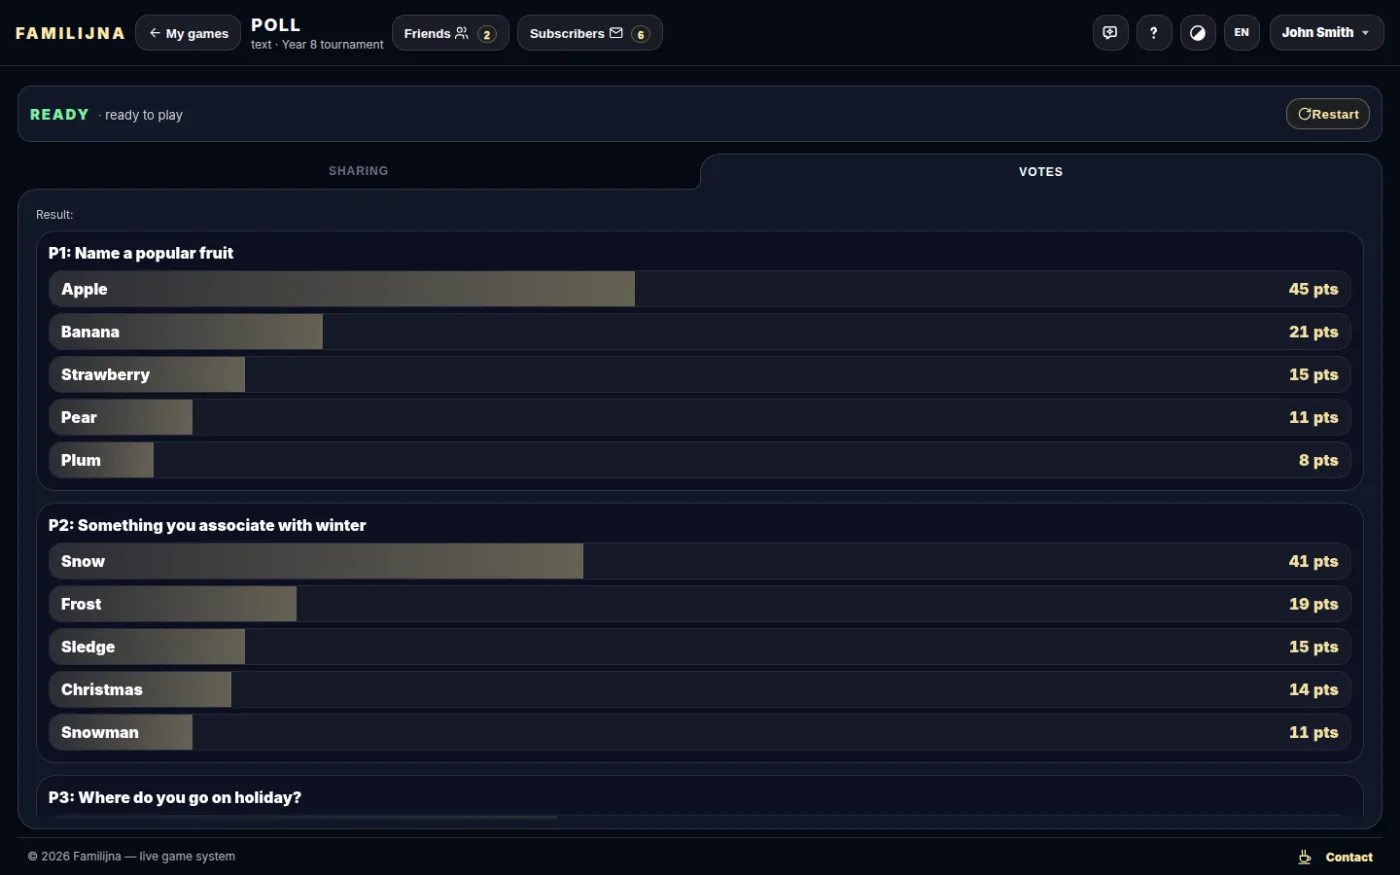 FAMILIJNA
← My games
POLL
text · Year 8 tournament
Friends 2
Subscribers 6
?
EN
John Smith
READY · ready to play
Restart
SHARING
VOTES
Result:
P1: Name a popular fruit
Apple 45 pts
Banana 21 pts
Strawberry 15 pts
Pear 11 pts
Plum 8 pts
P2: Something you associate with winter
Snow 41 pts
Frost 19 pts
Sledge 15 pts
Christmas 14 pts
Snowman 11 pts
P3: Where do you go on holiday?
© 2026 Familijna — live game system
Contact